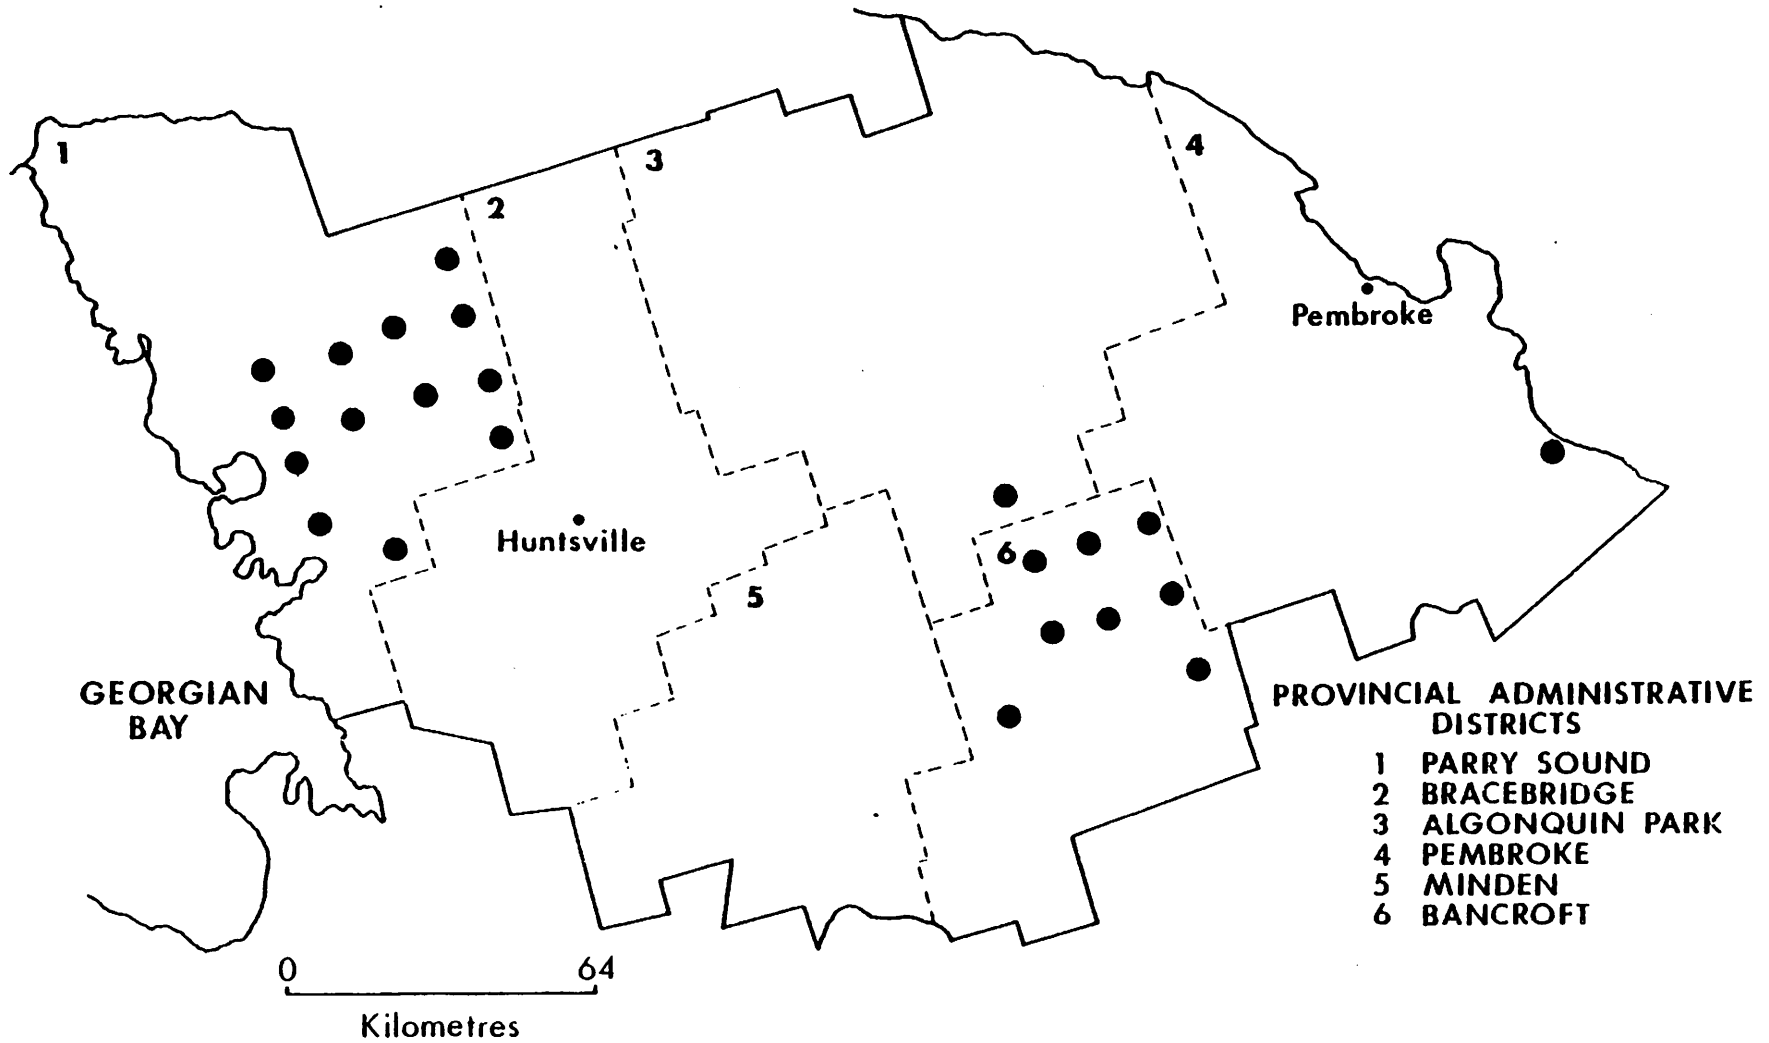 1
2
3
4
Pembroke
Huntsville
6
5
GEORGIAN
BAY
PROVINCIAL ADMINISTRATIVE
DISTRICTS
1 PARRY SOUND
2 BRACEBRIDGE
3 ALGONQUIN PARK
4 PEMBROKE
5 MINDEN
6 BANCROFT
0 64
Kilometres